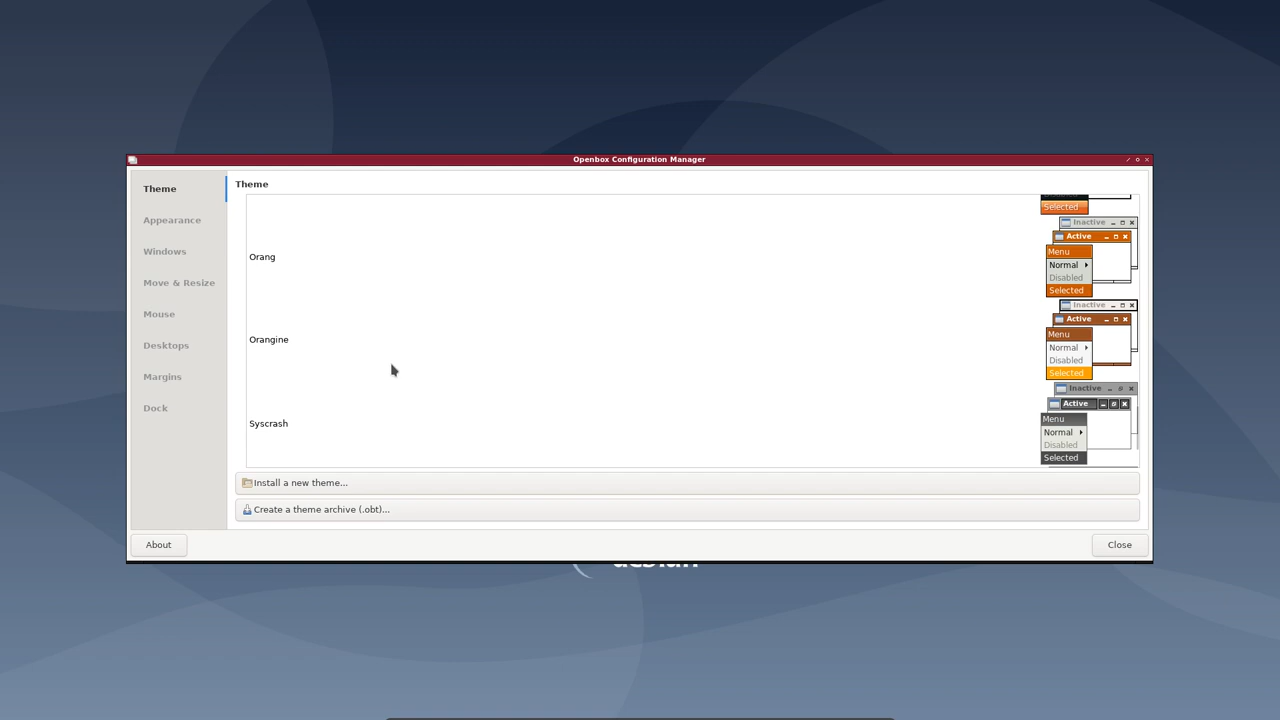 Openbox Configuration Manager
Theme
Appearance
Windows
Move & Resize
Mouse
Desktops
Margins
Dock
Theme
Selected
Orang
Inactive
Active
Menu
Normal
Disabled
Selected
Orangine
Inactive
Active
Menu
Normal
Disabled
Selected
Syscrash
Inactive
Active
Menu
Normal
Disabled
Selected
Install a new theme...
Create a theme archive (.obt)...
About
Close